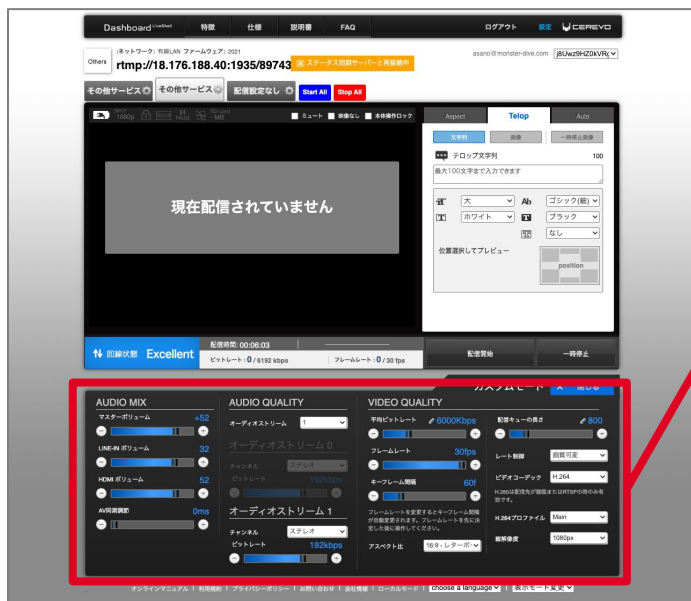 Dashboard LiveShell 特徴 仕様 説明書 FAQ ログアウト 設定 CEREVO
Others
:ネットワーク: 有線LAN ファームウェア: 2021
rtmp://18.176.188.40:1935/89743
ステータス同期サーバーと再接続中
asano@monster-dive.com
j8Uwz9HZ0kVR(
その他サービス その他サービス 配信設定なし Start All Stop All
INPUT 1080p SD card - MB ミュート 映像なし 本体操作ロック
Aspect Telop Auto
文字列 画像 一時停止画像
テロップ文字列 100
最大100文字まで入力できます
現在配信されていません
大 Ab ゴシック(細)
ホワイト ブラック
なし
位置選択してプレビュー
position
回線状態 Excellent
配信時間: 00:06:03
ビットレート : 0 / 6192 kbps フレームレート : 0 / 30 fps
配信開始 一時停止
カスタムモード × 閉じる
AUDIO MIX
マスターボリューム +52
LINE-IN ボリューム 32
HDMI ボリューム 52
AV同期調節 0ms
AUDIO QUALITY
オーディオストリーム 1
オーディオストリーム 0
チャンネル ステレオ
ビットレート 192kbps
オーディオストリーム 1
チャンネル ステレオ
ビットレート 192kbps
VIDEO QUALITY
平均ビットレート 6000Kbps
フレームレート 30fps
キーフレーム間隔 60f
フレームレートを変更するとキーフレーム間隔
が自動変更されます。フレームレートを先に決
定した後に操作してください。
アスペクト比 16:9 - レターボ
配信キューの長さ 800
レート制御 画質可変
ビデオコーデック H.264
H.265は配信先が録画またはRTSPの時のみ有
効です。
H.264プロファイル Main
縦解像度 1080px
オンラインマニュアル | 利用規約 | プライバシーポリシー | お問い合わせ | 会社情報 | ローカルモード | choose a language | 表示モード変更